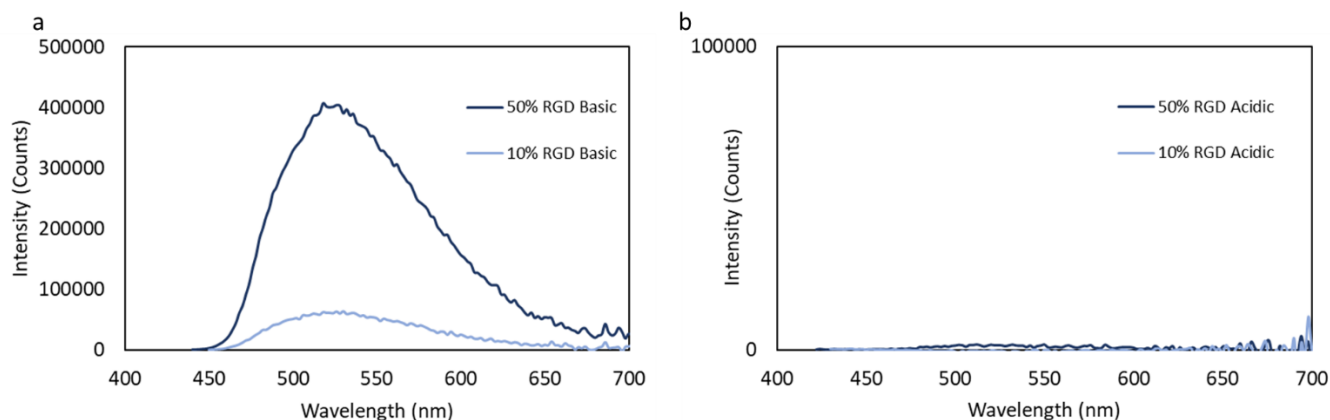 a
500000
400000
300000
200000
100000
0
Intensity (Counts)
50% RGD Basic
10% RGD Basic
400 450 500 550 600 650 700
Wavelength (nm)
b
100000
0
Intensity (Counts)
50% RGD Acidic
10% RGD Acidic
400 450 500 550 600 650 700
Wavelength (nm)